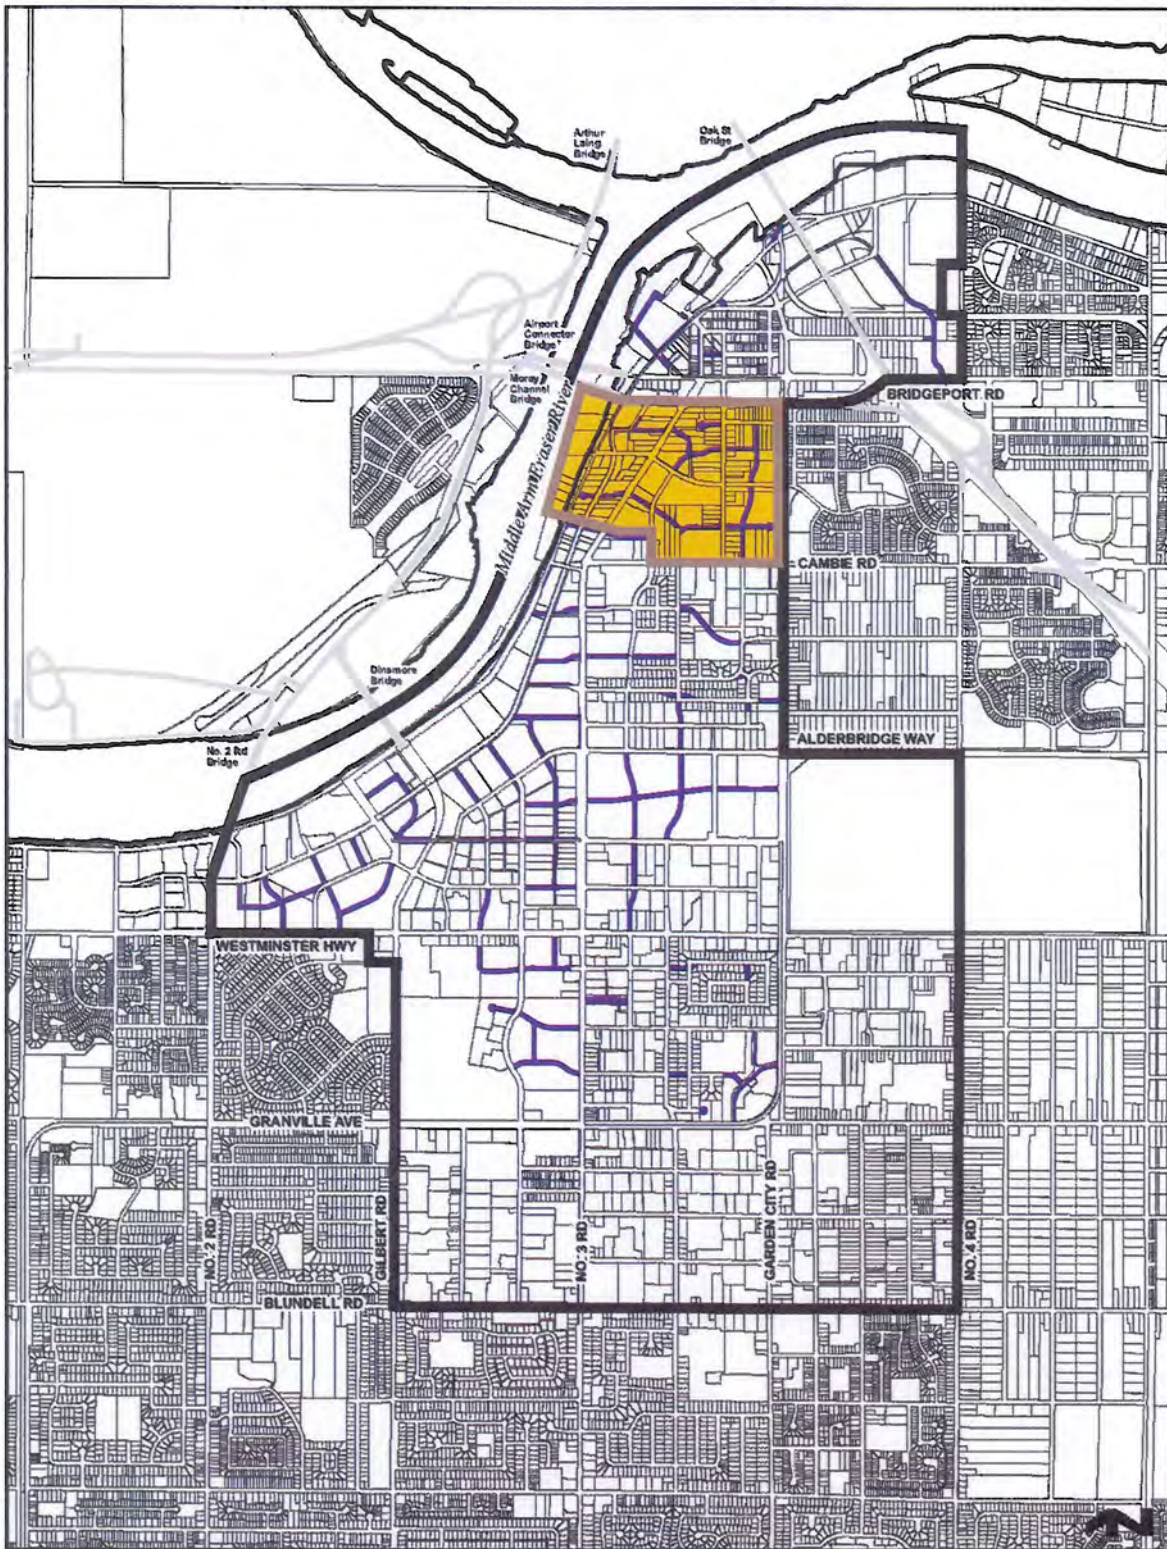 Arthur
Laing
Bridge
Oak St
Bridge
Airport
Connector
Bridge
Moray
Channel
Bridge
BRIDGEPORT RD
Middle Arm Fraser River
CAMBIE RD
Dinsmore
Bridge
No. 2 Rd
Bridge
ALDERBRIDGE WAY
WESTMINSTER HWY
GRANVILLE AVE
NO. 2 RD
GILBERT RD
NO. 3 RD
GARDEN CITY RD
NO. 4 RD
BLUNDELL RD